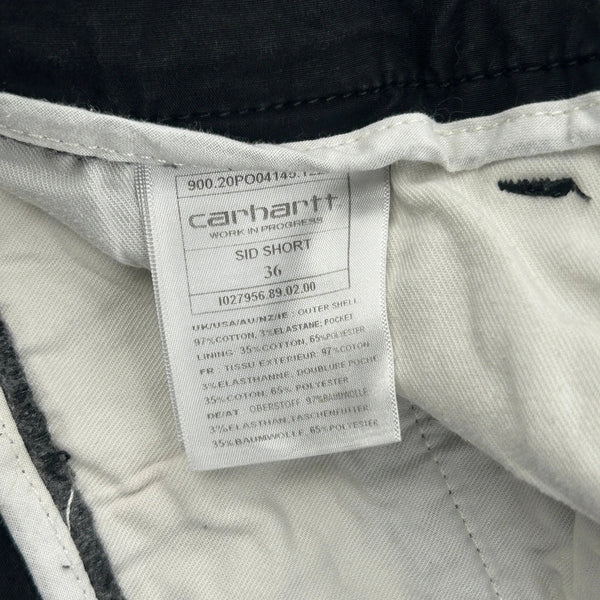 900.20PO04145.
carhartt
WORK IN PROGRESS
SID SHORT
36
I027956.89.02.00
UK/USA/AU/NZ/IE: OUTER SHELL
97%COTTON, 3%ELASTANE; POCKET
LINING: 35%COTTON, 65%POLYESTER
FR: TISSU EXTERIEUR: 97%COTON
3%ELASTHANNE, DOUBLURE POCHE
35%COTON, 65% POLYESTER
DE/AT: OBERSTOFF: 97%BAUMWOLLE
3%ELASTHAN,TASCHENFUTTER
35%BAUMWOLLE, 65%POLYESTER